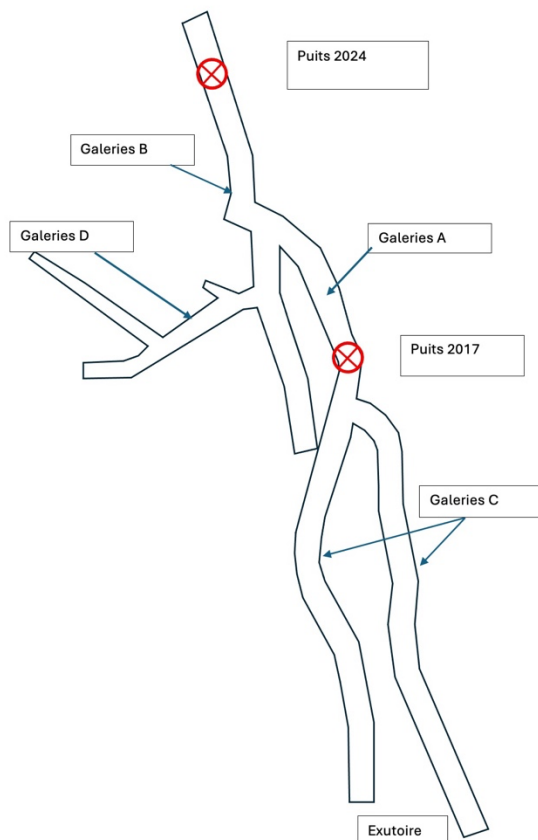 Puits 2024
Galeries B
Galeries D
Galeries A
Puits 2017
Galeries C
Exutoire